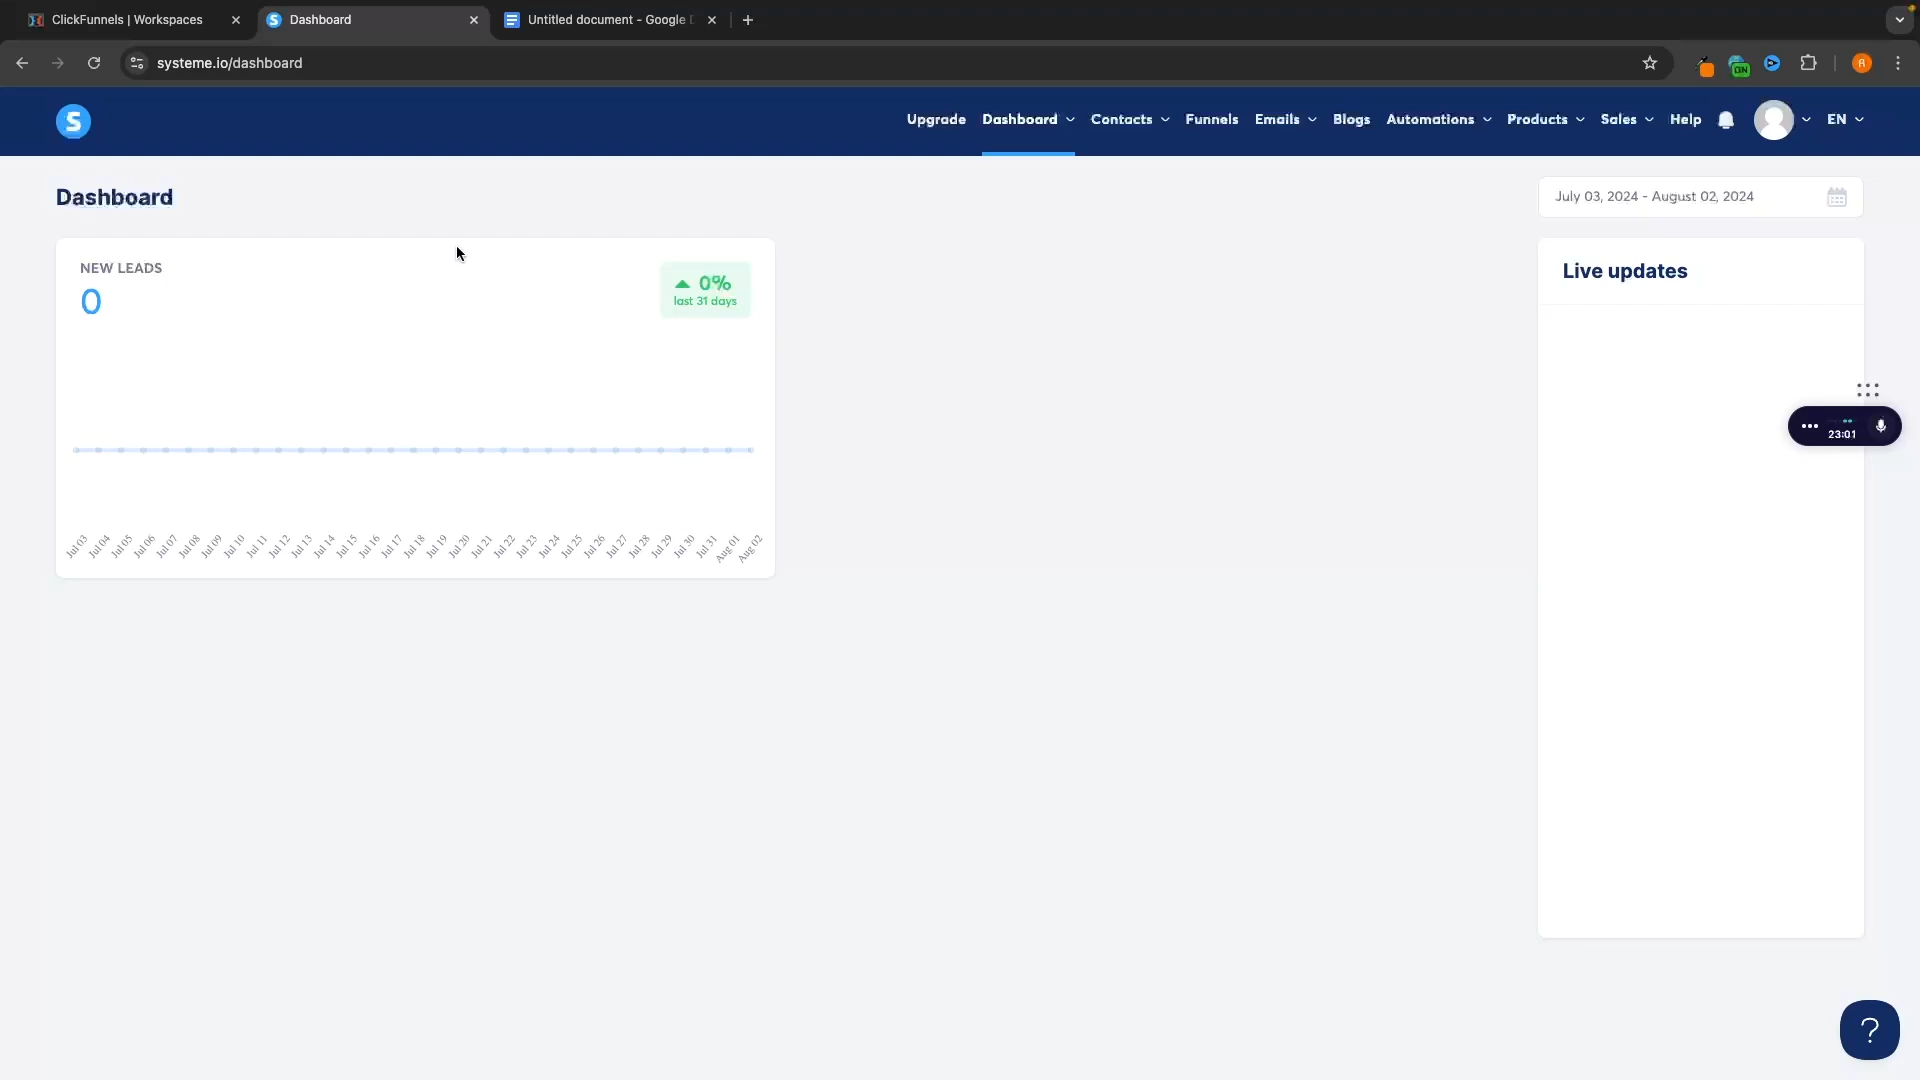 ClickFunnels | Workspaces
Dashboard
Untitled document - Google D
systeme.io/dashboard
ON
R
S
Upgrade Dashboard Contacts Funnels Emails Blogs Automations Products Sales Help EN
Dashboard
July 03, 2024 - August 02, 2024
NEW LEADS
0
0%
last 31 days
Live updates
23:01
Jul 03 Jul 04 Jul 05 Jul 06 Jul 07 Jul 08 Jul 09 Jul 10 Jul 11 Jul 12 Jul 13 Jul 14 Jul 15 Jul 16 Jul 17 Jul 18 Jul 19 Jul 20 Jul 21 Jul 22 Jul 23 Jul 24 Jul 25 Jul 26 Jul 27 Jul 28 Jul 29 Jul 30 Jul 31 Aug 01 Aug 02
?